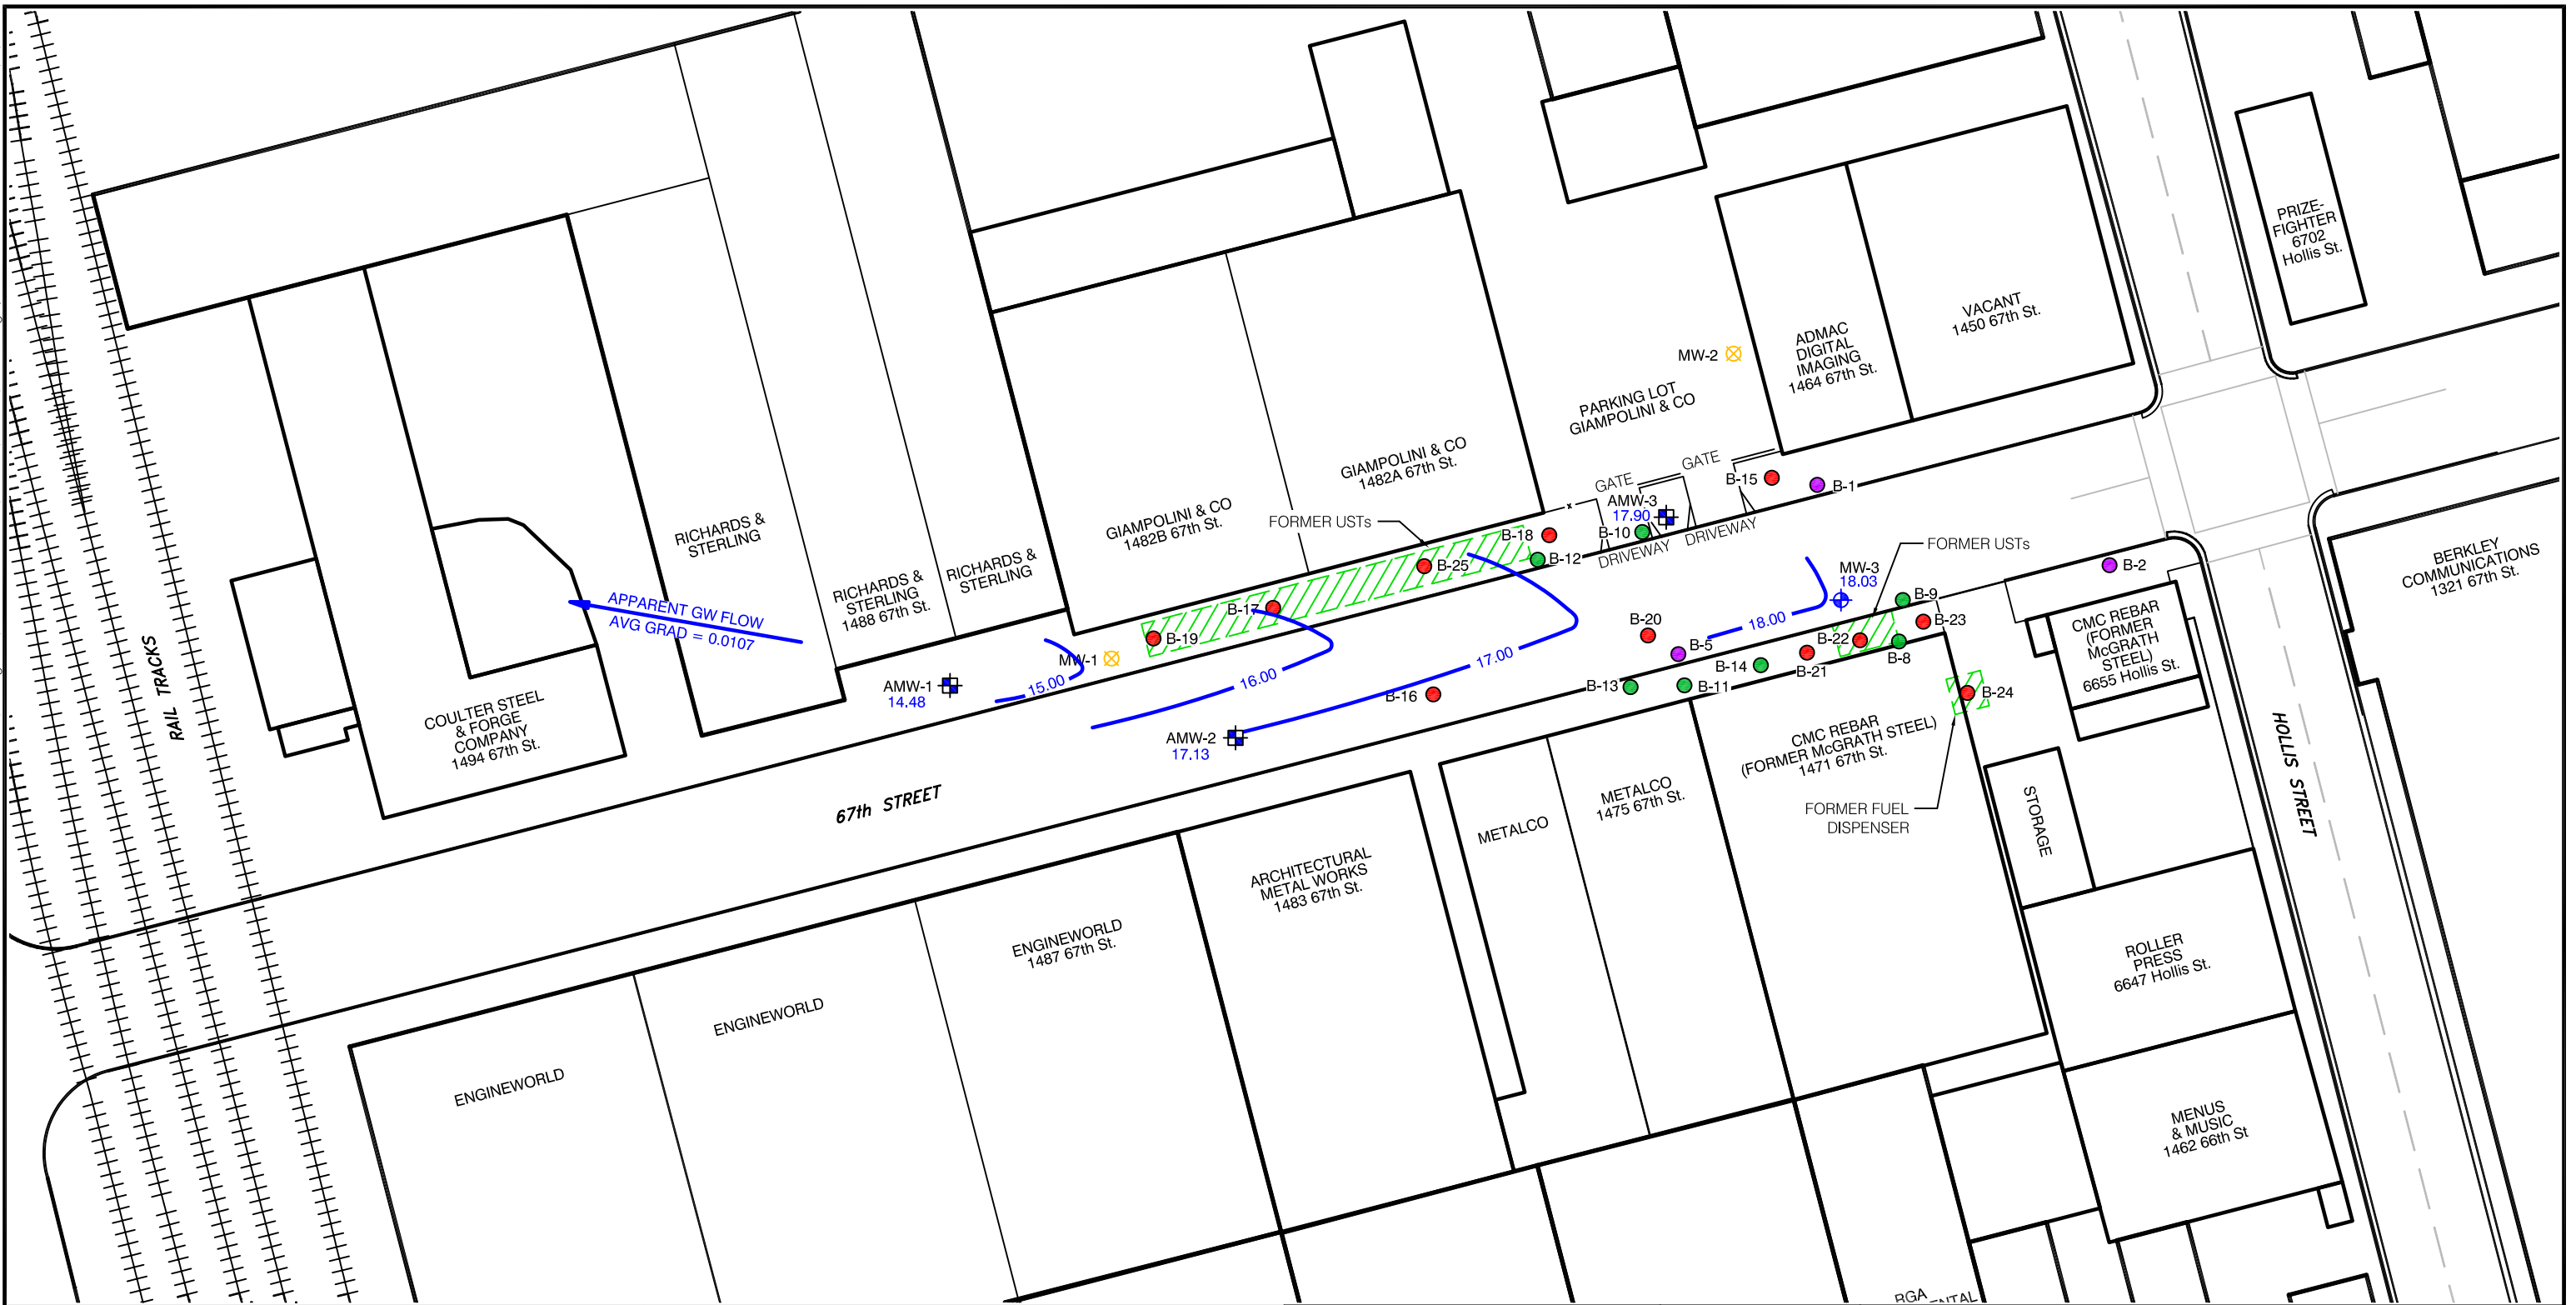 PRIZE-
FIGHTER
6702
Hollis St.
VACANT
1450 67th St.
ADMAC
DIGITAL
IMAGING
1464 67th St.
MW-2
PARKING LOT
GIAMPOLINI & CO
GIAMPOLINI & CO
1482A 67th St.
GIAMPOLINI & CO
1482B 67th St.
FORMER USTs
GATE
GATE
B-15
B-1
AMW-3
17.90
B-10
DRIVEWAY
DRIVEWAY
B-18
B-12
B-25
B-17
B-19
MW-1
RICHARDS &
STERLING
RICHARDS &
STERLING
1488 67th St.
RICHARDS &
STERLING
APPARENT GW FLOW
AVG GRAD = 0.0107
RAIL TRACKS
COULTER STEEL
& FORGE
COMPANY
1494 67th St.
AMW-1
14.48
15.00
16.00
17.00
18.00
AMW-2
17.13
B-16
B-20
B-5
MW-3
18.03
FORMER USTs
B-9
B-23
B-22
B-8
B-21
B-14
B-11
B-13
B-24
B-2
CMC REBAR
(FORMER
McGRATH
STEEL)
6655 Hollis St.
BERKLEY
COMMUNICATIONS
1321 67th St.
HOLLIS STREET
67th STREET
CMC REBAR
(FORMER McGRATH STEEL)
1471 67th St.
FORMER FUEL
DISPENSER
STORAGE
METALCO
1475 67th St.
METALCO
ARCHITECTURAL
METAL WORKS
1483 67th St.
ENGINEWORLD
1487 67th St.
ENGINEWORLD
ENGINEWORLD
ROLLER
PRESS
6647 Hollis St.
MENUS
& MUSIC
1462 66th St
RGA